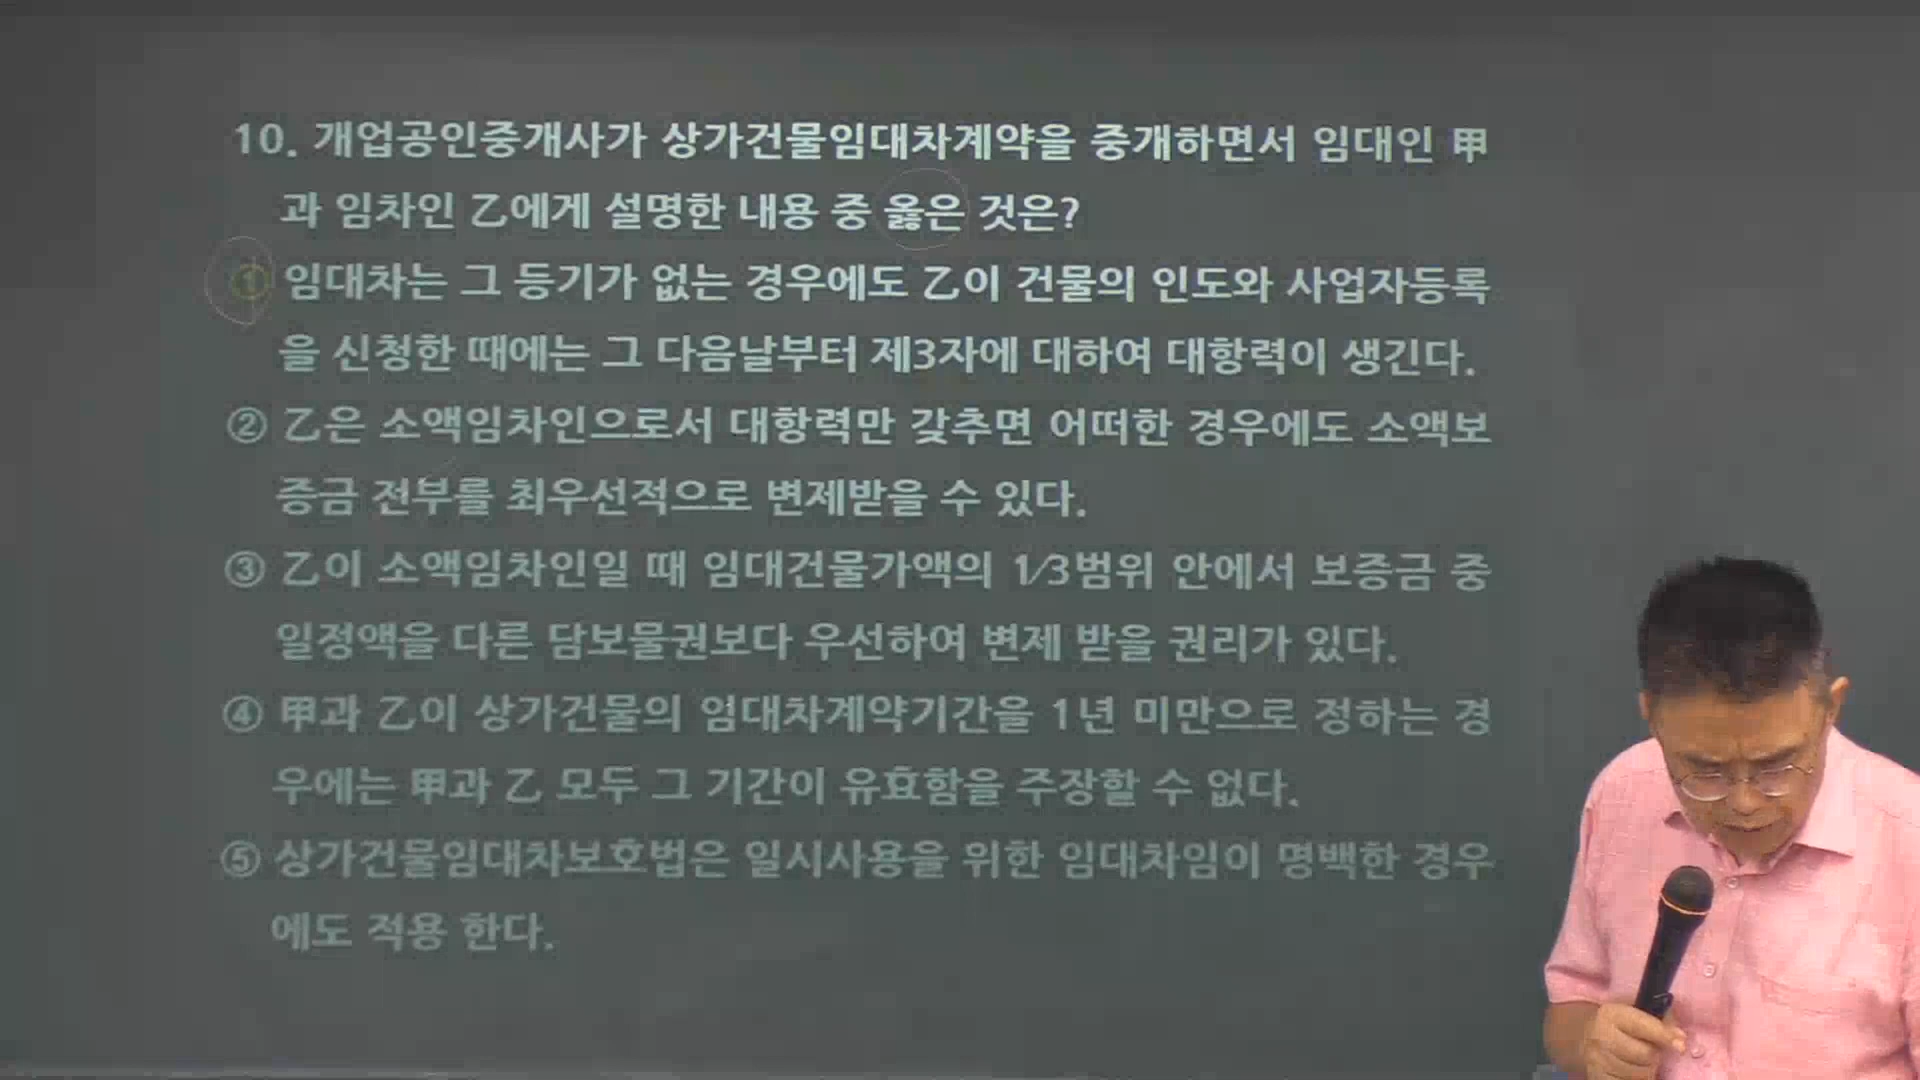 10. 개업공인중개사가 상가건물임대차계약을 중개하면서 임대인 甲
과 임차인 乙에게 설명한 내용 중 옳은 것은?
① 임대차는 그 등기가 없는 경우에도 乙이 건물의 인도와 사업자등록
을 신청한 때에는 그 다음날부터 제3자에 대하여 대항력이 생긴다.
② 乙은 소액임차인으로서 대항력만 갖추면 어떠한 경우에도 소액보
증금 전부를 최우선적으로 변제받을 수 있다.
③ 乙이 소액임차인일 때 임대건물가액의 1/3범위 안에서 보증금 중
일정액을 다른 담보물권보다 우선하여 변제 받을 권리가 있다.
④ 甲과 乙이 상가건물의 임대차계약기간을 1년 미만으로 정하는 경
우에는 甲과 乙 모두 그 기간이 유효함을 주장할 수 없다.
⑤ 상가건물임대차보호법은 일시사용을 위한 임대차임이 명백한 경우
에도 적용 한다.